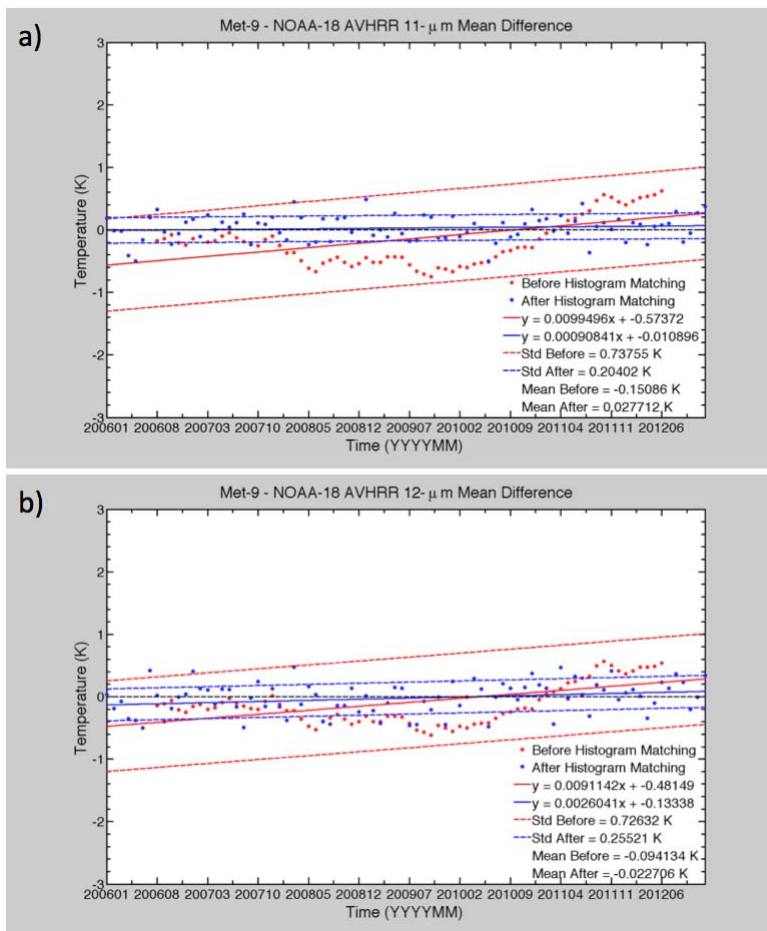 a)
Met-9 - NOAA-18 AVHRR 11-μm Mean Difference
3
2
1
0
-1
-2
-3
Temperature (K)
Before Histogram Matching
After Histogram Matching
y = 0.0099496x + -0.57372
y = 0.00090841x + -0.010896
Std Before = 0.73755 K
Std After = 0.20402 K
Mean Before = -0.15086 K
Mean After = 0.027712 K
200601 200608 200703 200710 200805 200812 200907 201002 201009 201104 201111 201206
Time (YYYYMM)
b)
Met-9 - NOAA-18 AVHRR 12-μm Mean Difference
3
2
1
0
-1
-2
-3
Temperature (K)
Before Histogram Matching
After Histogram Matching
y = 0.0091142x + -0.48149
y = 0.0026041x + -0.13338
Std Before = 0.72632 K
Std After = 0.25521 K
Mean Before = -0.094134 K
Mean After = -0.022706 K
200601 200608 200703 200710 200805 200812 200907 201002 201009 201104 201111 201206
Time (YYYYMM)